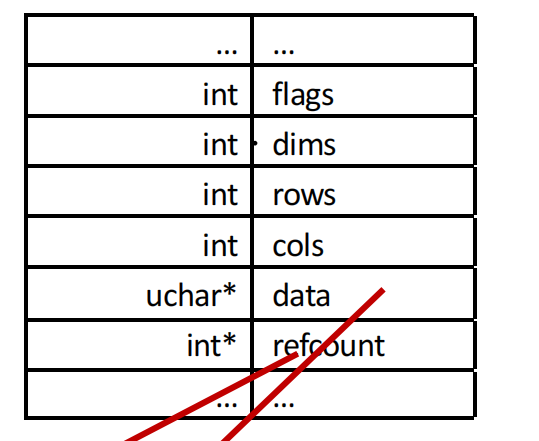 ... ...
int flags
int dims
int rows
int cols
uchar* data
int* refcount
... ...